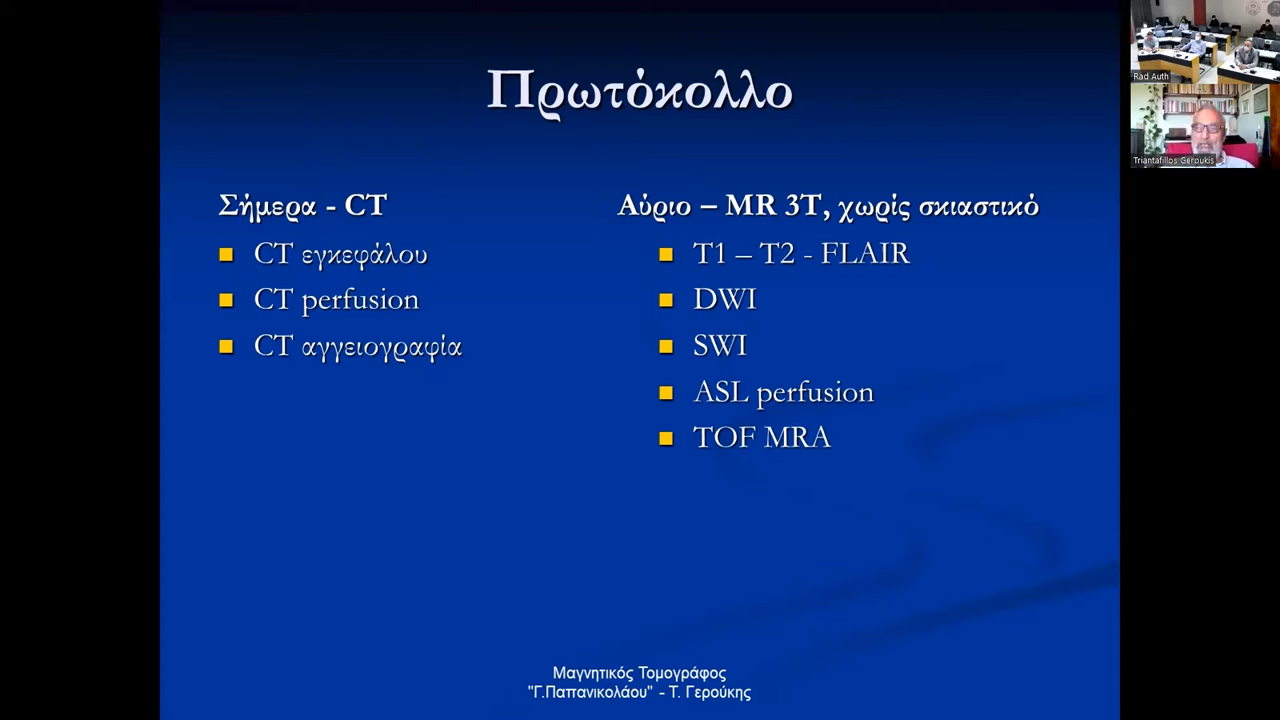 Πρωτόκολλο
Σήμερα - CT
CT εγκεφάλου
CT perfusion
CT αγγειογραφία
Αύριο – MR 3T, χωρίς σκιαστικό
T1 – T2 - FLAIR
DWI
SWI
ASL perfusion
TOF MRA
Μαγνητικός Τομογράφος
"Γ.Παπανικολάου" - Τ. Γερούκης
Rad Auth
Triantafillos Geroukis